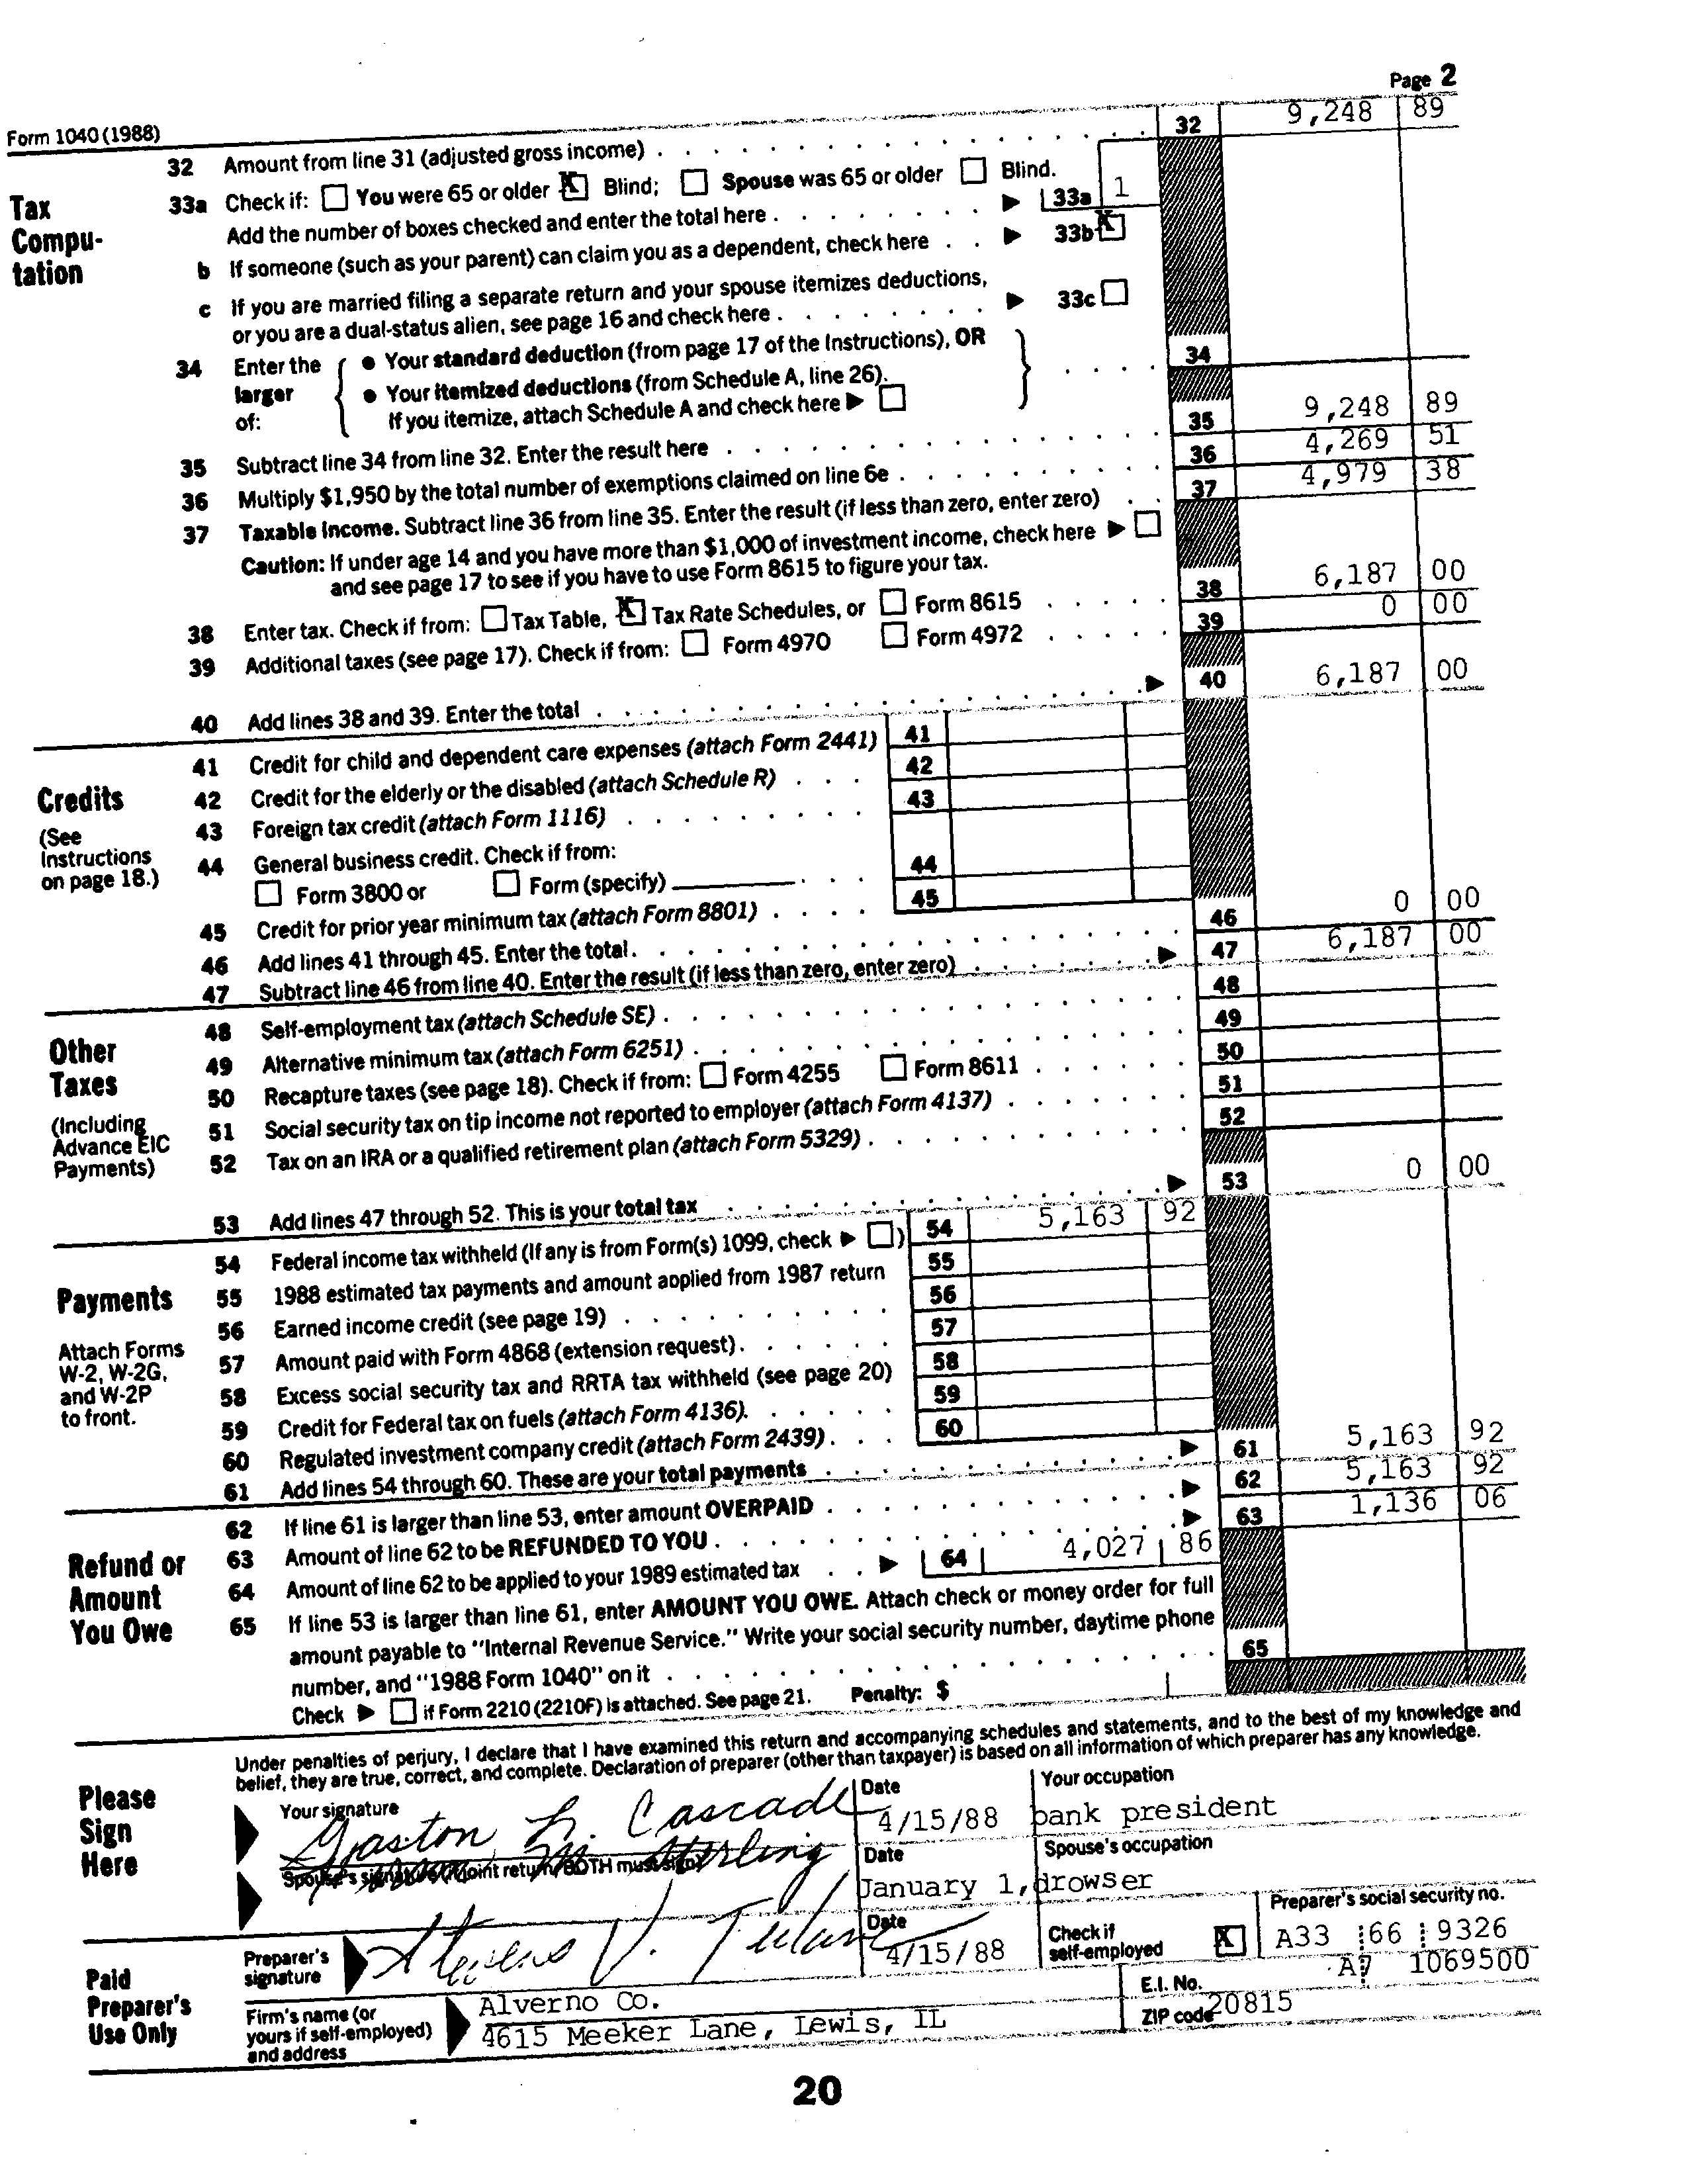 Page 2
Form 1040 (1988)
32 Amount from line 31 (adjusted gross income) 32 9,248 89
Tax Compu-tation
33a Check if: You were 65 or older X Blind; Spouse was 65 or older Blind.
Add the number of boxes checked and enter the total here 33a 1
b If someone (such as your parent) can claim you as a dependent, check here 33b X
c If you are married filing a separate return and your spouse itemizes deductions,
or you are a dual-status alien, see page 16 and check here 33c
34 Enter the larger of: { • Your standard deduction (from page 17 of the Instructions), OR } 34
• Your itemized deductions (from Schedule A, line 26).
If you itemize, attach Schedule A and check here
35 Subtract line 34 from line 32. Enter the result here 35 9,248 89
36 Multiply $1,950 by the total number of exemptions claimed on line 6e 36 4,269 51
37 Taxable Income. Subtract line 36 from line 35. Enter the result (if less than zero, enter zero) 37 4,979 38
Caution: If under age 14 and you have more than $1,000 of investment income, check here
and see page 17 to see if you have to use Form 8615 to figure your tax.
38 Enter tax. Check if from: Tax Table, X Tax Rate Schedules, or Form 8615 38 6,187 00
39 Additional taxes (see page 17). Check if from: Form 4970 Form 4972 39 0 00
40 Add lines 38 and 39. Enter the total 40 6,187 00
Credits
(See Instructions on page 18.)
41 Credit for child and dependent care expenses (attach Form 2441) 41
42 Credit for the elderly or the disabled (attach Schedule R) 42
43 Foreign tax credit (attach Form 1116) 43
44 General business credit. Check if from:
Form 3800 or Form (specify) 44
45 Credit for prior year minimum tax (attach Form 8801) 45
46 Add lines 41 through 45. Enter the total 46 0 00
47 Subtract line 46 from line 40. Enter the result (if less than zero, enter zero) 47 6,187 00
Other Taxes
(Including Advance EIC Payments)
48 Self-employment tax (attach Schedule SE) 48
49 Alternative minimum tax (attach Form 6251) 49
50 Recapture taxes (see page 18). Check if from: Form 4255 Form 8611 50
51 Social security tax on tip income not reported to employer (attach Form 4137) 51
52 Tax on an IRA or a qualified retirement plan (attach Form 5329) 52
53 Add lines 47 through 52. This is your total tax 53 0 00
Payments
Attach Forms W-2, W-2G, and W-2P to front.
54 Federal income tax withheld (If any is from Form(s) 1099, check ) 54 5,163 92
55 1988 estimated tax payments and amount applied from 1987 return 55
56 Earned income credit (see page 19) 56
57 Amount paid with Form 4868 (extension request) 57
58 Excess social security tax and RRTA tax withheld (see page 20) 58
59 Credit for Federal tax on fuels (attach Form 4136) 59
60 Regulated investment company credit (attach Form 2439) 60
61 Add lines 54 through 60. These are your total payments 61 5,163 92
Refund or Amount You Owe
62 If line 61 is larger than line 53, enter amount OVERPAID 62 5,163 92
63 Amount of line 62 to be REFUNDED TO YOU 63 1,136 06
64 Amount of line 62 to be applied to your 1989 estimated tax 64 4,027 86
65 If line 53 is larger than line 61, enter AMOUNT YOU OWE. Attach check or money order for full
amount payable to "Internal Revenue Service." Write your social security number, daytime phone
number, and "1988 Form 1040" on it 65
Check if Form 2210 (2210F) is attached. See page 21. Penalty: $
Please Sign Here
Under penalties of perjury, I declare that I have examined this return and accompanying schedules and statements, and to the best of my knowledge and
belief, they are true, correct, and complete. Declaration of preparer (other than taxpayer) is based on all information of which preparer has any knowledge.
Your signature Date Your occupation
Gaston L. Cascade 4/15/88 bank president
Spouse's signature (if joint return, BOTH must sign) Date Spouse's occupation
M. Sterling January 1, drowser
Paid Preparer's Use Only
Preparer's signature Date Check if self-employed X Preparer's social security no.
V. 4/15/88 A33 66 9326
Firm's name (or yours if self-employed) and address
Alverno Co. E.I. No. A7 1069500
4615 Meeker Lane, Lewis, IL ZIP code 20815
20